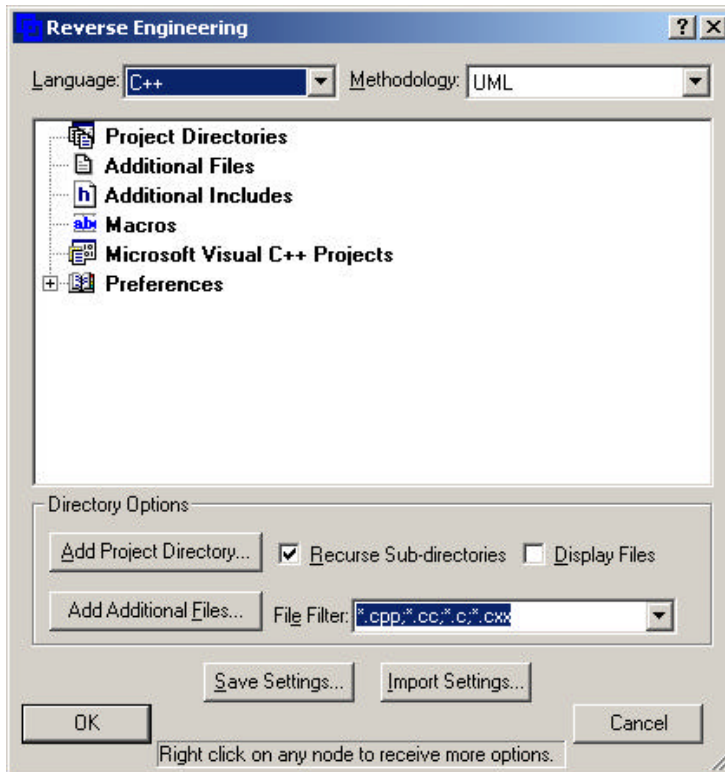 Reverse Engineering
Language: C++ Methodology: UML
Project Directories
Additional Files
h Additional Includes
ab Macros
Microsoft Visual C++ Projects
Preferences
Directory Options
Add Project Directory... Recurse Sub-directories Display Files
Add Additional Files... File Filter: *.cpp;*.cc;*.c;*.cxx
Save Settings... Import Settings...
OK Cancel
Right click on any node to receive more options.